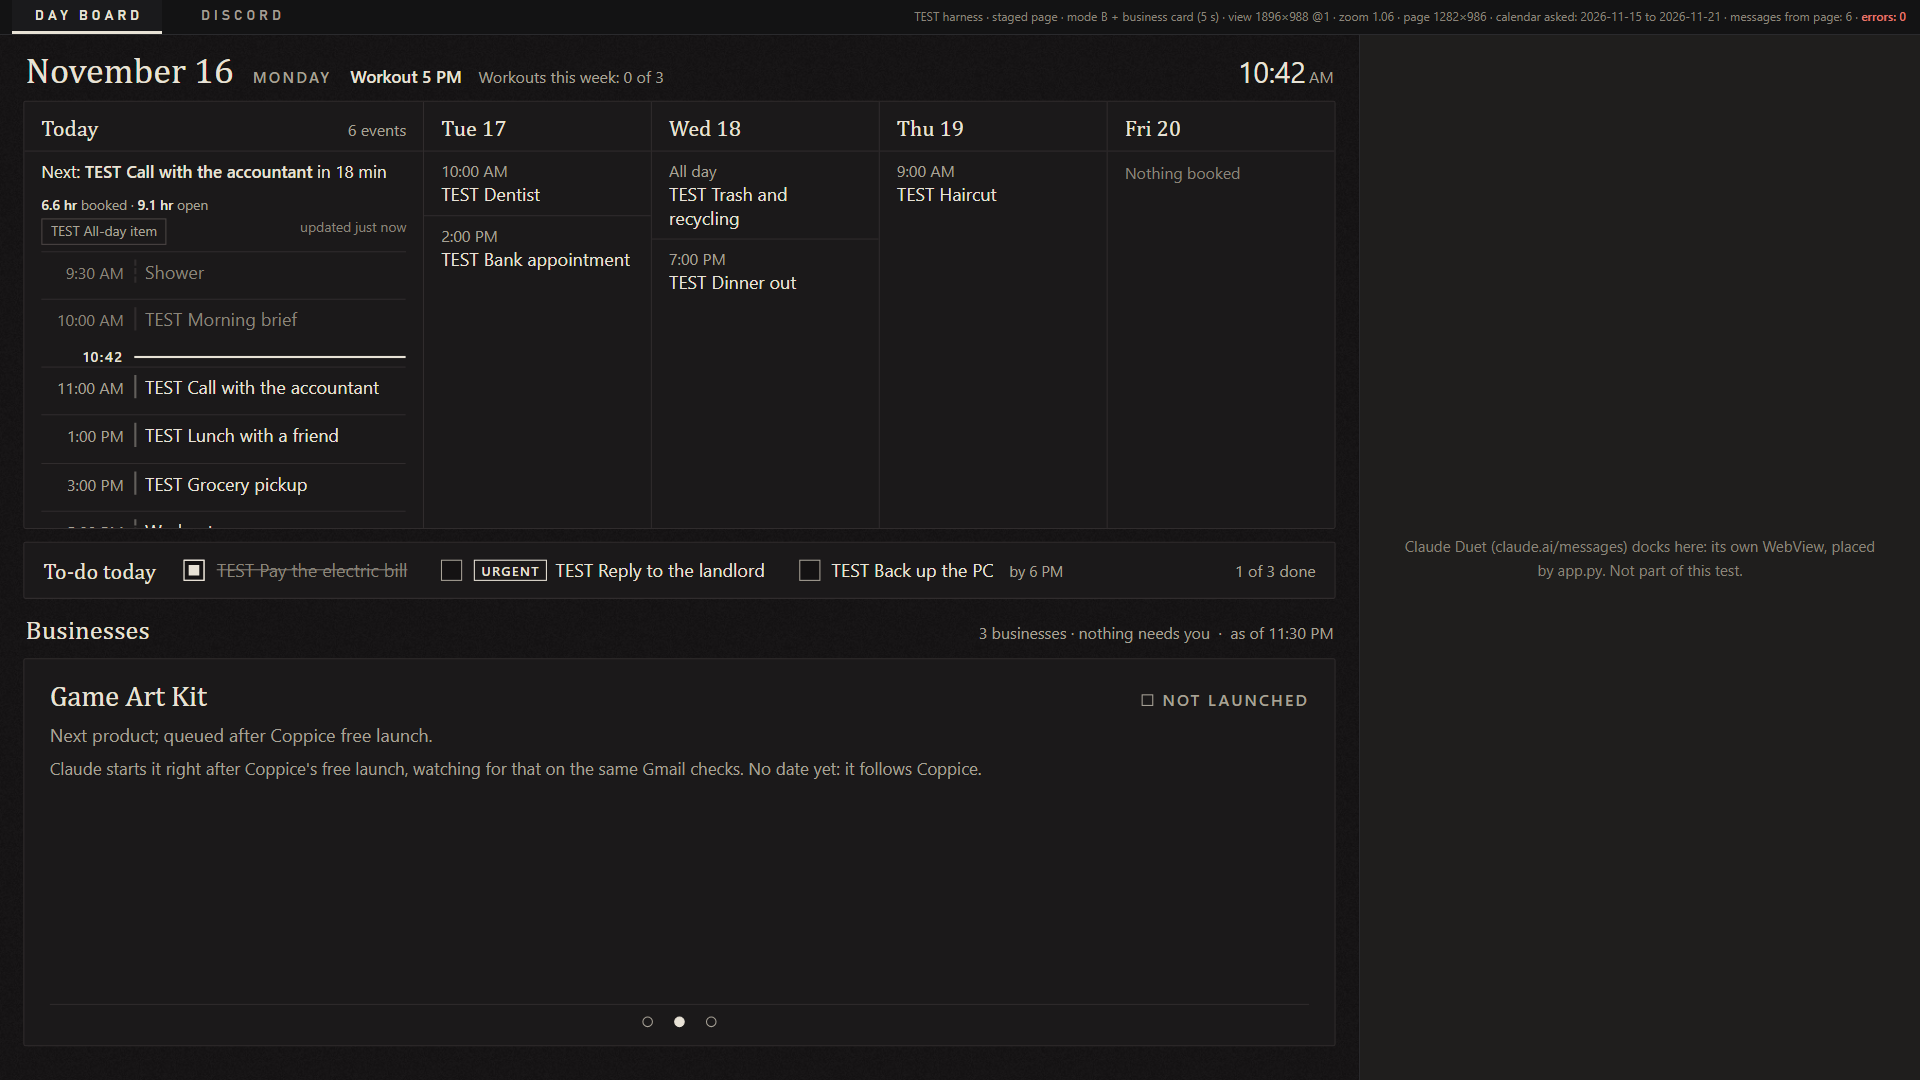 DAY BOARD
DISCORD
TEST harness · staged page · mode B + business card (5 s) · view 1896×988 @1 · zoom 1.06 · page 1282×986 · calendar asked: 2026-11-15 to 2026-11-21 · messages from page: 6 · errors: 0
November 16 MONDAY Workout 5 PM Workouts this week: 0 of 3
10:42 AM
Today 6 events
Next: TEST Call with the accountant in 18 min
6.6 hr booked · 9.1 hr open
TEST All-day item
updated just now
9:30 AM Shower
10:00 AM TEST Morning brief
10:42
11:00 AM TEST Call with the accountant
1:00 PM TEST Lunch with a friend
3:00 PM TEST Grocery pickup
Tue 17
10:00 AM
TEST Dentist
2:00 PM
TEST Bank appointment
Wed 18
All day
TEST Trash and
recycling
7:00 PM
TEST Dinner out
Thu 19
9:00 AM
TEST Haircut
Fri 20
Nothing booked
To-do today
TEST Pay the electric bill
URGENT TEST Reply to the landlord
TEST Back up the PC by 6 PM
1 of 3 done
Businesses
3 businesses · nothing needs you · as of 11:30 PM
Game Art Kit
NOT LAUNCHED
Next product; queued after Coppice free launch.
Claude starts it right after Coppice's free launch, watching for that on the same Gmail checks. No date yet: it follows Coppice.
Claude Duet (claude.ai/messages) docks here: its own WebView, placed
by app.py. Not part of this test.